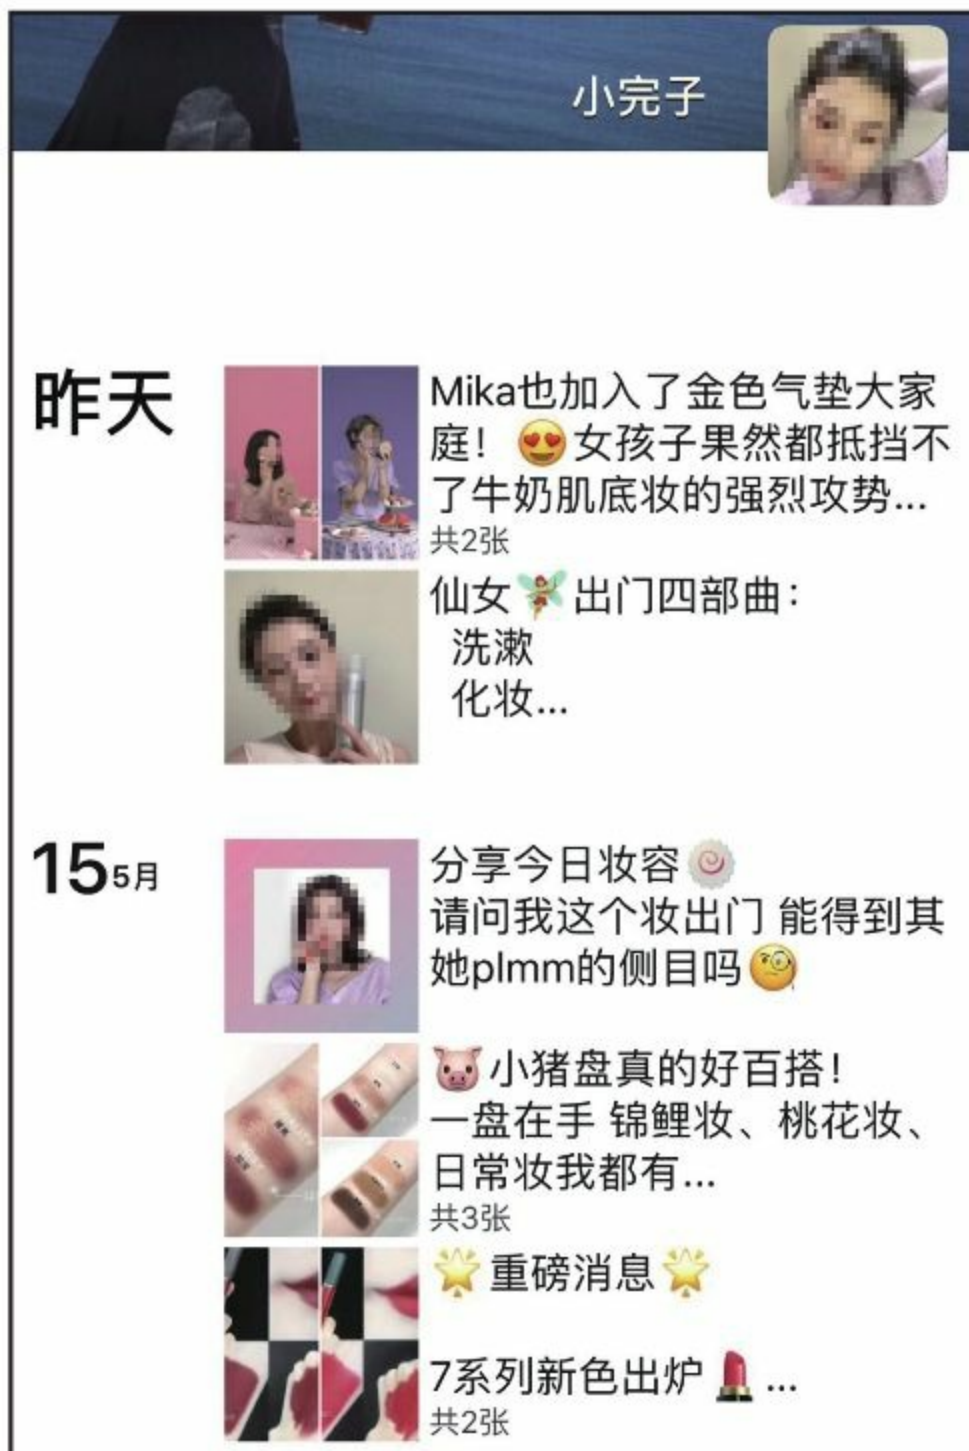 小完子
昨天
Mika也加入了金色气垫大家
庭！😍女孩子果然都抵挡不
了牛奶肌底妆的强烈攻势...
共2张
仙女🧚出门四部曲：
洗漱
化妆...
15 5月
分享今日妆容🍥
请问我这个妆出门 能得到其
她plmm的侧目吗🧐
🐷小猪盘真的好百搭！
一盘在手 锦鲤妆、桃花妆、
日常妆我都有...
共3张
🌟重磅消息🌟
7系列新色出炉💄...
共2张